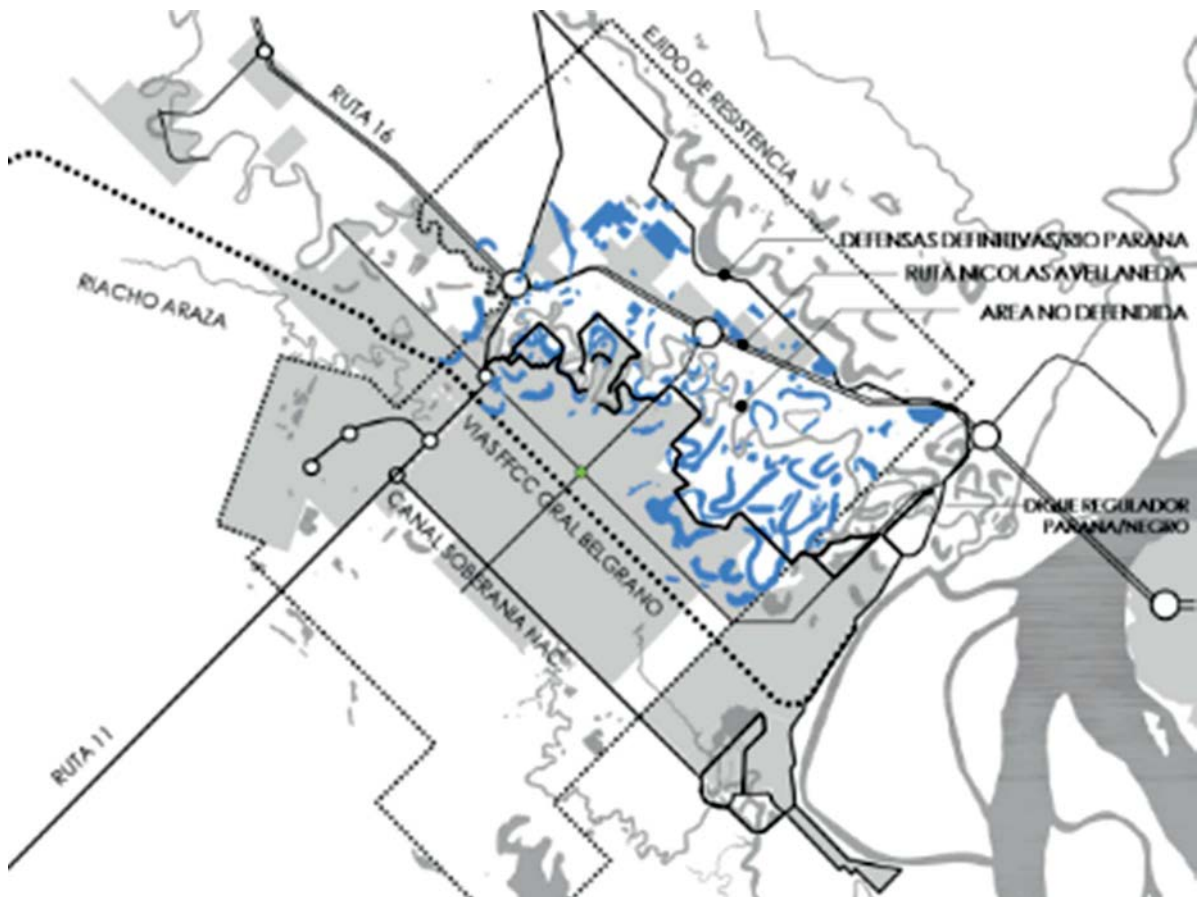 EJIDO DE RESISTENCIA
RUTA 16
DEFENSAS DEFINITIVAS/RIO PARANA
RUTA NICOLAS AVELLANEDA
RIACHO ARAZA
AREA NO DEFENDIDA
VIAS FFCC GRAL BELGRANO
CANAL SOBERANIA NAC.
DIQUE REGULADOR
PARANA/NEGRO
RUTA 11